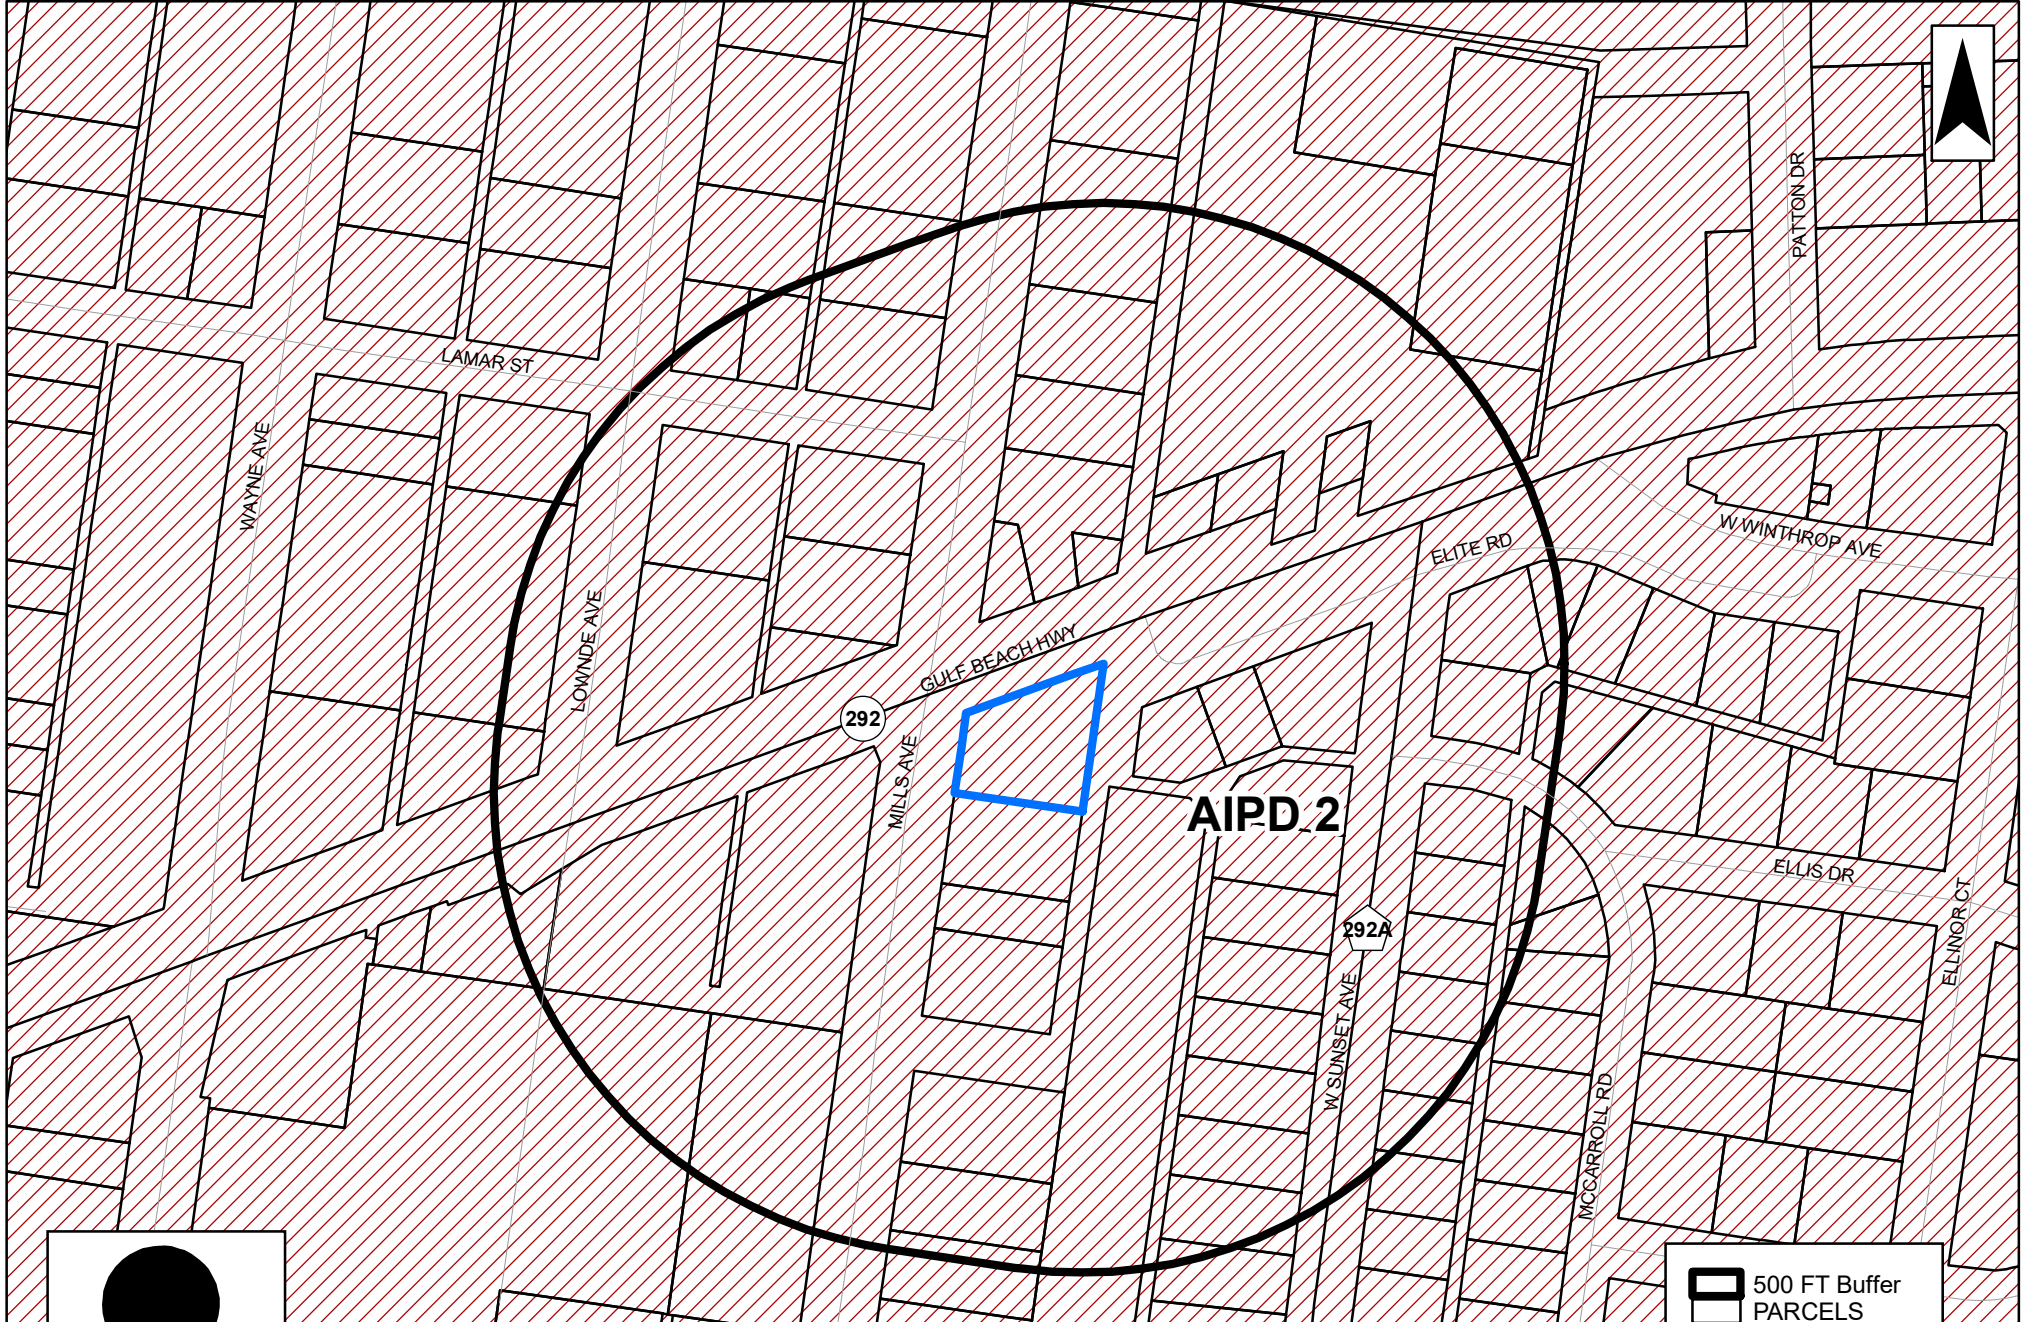 PATTON DR
LAMAR ST
WAYNE AVE
W WINTHROP AVE
ELITE RD
LOWNDE AVE
GULF BEACH HWY
292
MILLS AVE
AIPD 2
ELLIS DR
292A
ELLINOR CT
W SUNSET AVE
MCCARROLL RD
500 FT Buffer
PARCELS